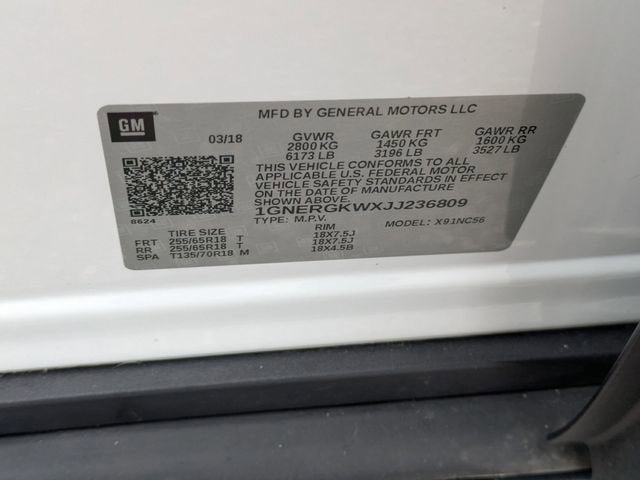 GM
MFD BY GENERAL MOTORS LLC
03/18 GVWR GAWR FRT GAWR RR
2800 KG 1450 KG 1600 KG
6173 LB 3196 LB 3527 LB
THIS VEHICLE CONFORMS TO ALL
APPLICABLE U.S. FEDERAL MOTOR
VEHICLE SAFETY STANDARDS IN EFFECT
ON THE DATE OF MANUFACTURE
SHOWN ABOVE.
1GNERGKWXJJ236809
8624 TYPE: M.P.V. MODEL: X91NC56
TIRE SIZE RIM
FRT 255/65R18 T 18X7.5J
RR 255/65R18 T 18X7.5J
SPA T135/70R18 M 18X4.5B